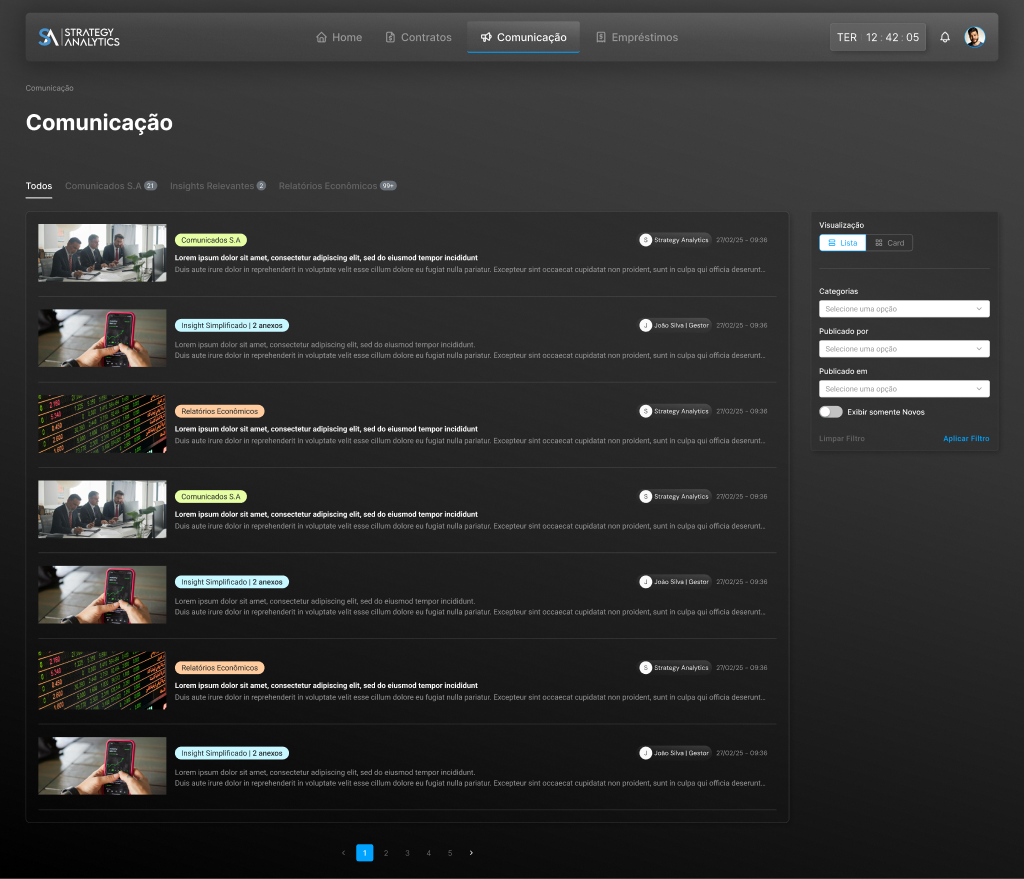 STRATEGY
ANALYTICS
Home
Contratos
Comunicação
Empréstimos
TER 12 : 42 : 05
Comunicação
Comunicação
Todos
Comunicados S.A 21
Insights Relevantes 2
Relatórios Econômicos 99+
Comunicados S.A
S Strategy Analytics 27/02/25 - 09:36
Lorem ipsum dolor sit amet, consectetur adipiscing elit, sed do eiusmod tempor incididunt
Duis aute irure dolor in reprehenderit in voluptate velit esse cillum dolore eu fugiat nulla pariatur. Excepteur sint occaecat cupidatat non proident, sunt in culpa qui officia deserunt...
Insight Simplificado | 2 anexos
J João Silva | Gestor 27/02/25 - 09:36
Lorem ipsum dolor sit amet, consectetur adipiscing elit, sed do eiusmod tempor incididunt.
Duis aute irure dolor in reprehenderit in voluptate velit esse cillum dolore eu fugiat nulla pariatur. Excepteur sint occaecat cupidatat non proident, sunt in culpa qui officia deserunt...
Relatórios Econômicos
S Strategy Analytics 27/02/25 - 09:36
Lorem ipsum dolor sit amet, consectetur adipiscing elit, sed do eiusmod tempor incididunt
Duis aute irure dolor in reprehenderit in voluptate velit esse cillum dolore eu fugiat nulla pariatur. Excepteur sint occaecat cupidatat non proident, sunt in culpa qui officia deserunt...
Comunicados S.A
S Strategy Analytics 27/02/25 - 09:36
Lorem ipsum dolor sit amet, consectetur adipiscing elit, sed do eiusmod tempor incididunt
Duis aute irure dolor in reprehenderit in voluptate velit esse cillum dolore eu fugiat nulla pariatur. Excepteur sint occaecat cupidatat non proident, sunt in culpa qui officia deserunt...
Insight Simplificado | 2 anexos
J João Silva | Gestor 27/02/25 - 09:36
Lorem ipsum dolor sit amet, consectetur adipiscing elit, sed do eiusmod tempor incididunt.
Duis aute irure dolor in reprehenderit in voluptate velit esse cillum dolore eu fugiat nulla pariatur. Excepteur sint occaecat cupidatat non proident, sunt in culpa qui officia deserunt...
Relatórios Econômicos
S Strategy Analytics 27/02/25 - 09:36
Lorem ipsum dolor sit amet, consectetur adipiscing elit, sed do eiusmod tempor incididunt
Duis aute irure dolor in reprehenderit in voluptate velit esse cillum dolore eu fugiat nulla pariatur. Excepteur sint occaecat cupidatat non proident, sunt in culpa qui officia deserunt...
Insight Simplificado | 2 anexos
J João Silva | Gestor 27/02/25 - 09:36
Lorem ipsum dolor sit amet, consectetur adipiscing elit, sed do eiusmod tempor incididunt.
Duis aute irure dolor in reprehenderit in voluptate velit esse cillum dolore eu fugiat nulla pariatur. Excepteur sint occaecat cupidatat non proident, sunt in culpa qui officia deserunt...
1 2 3 4 5
Visualização
Lista
Card
Categorias
Selecione uma opção
Publicado por
Selecione uma opção
Publicado em
Selecione uma opção
Exibir somente Novos
Limpar Filtro
Aplicar Filtro